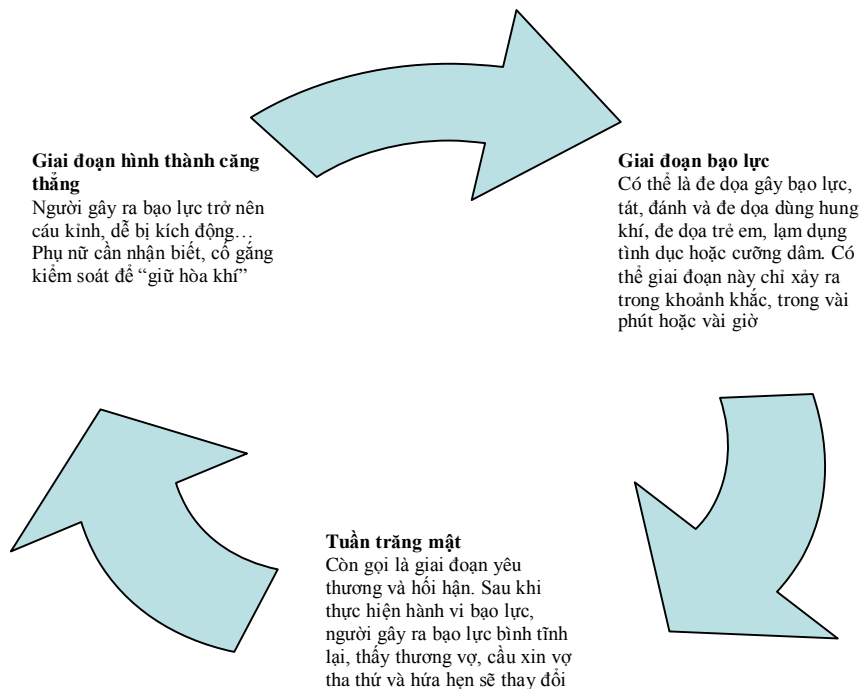 Giai đoạn hình thành căng
thẳng
Người gây ra bạo lực trở nên
cáu kỉnh, dễ bị kích động…
Phụ nữ cần nhận biết, cố gắng
kiểm soát để “giữ hòa khí”
Giai đoạn bạo lực
Có thể là đe dọa gây bạo lực,
tát, đánh và đe dọa dùng hung
khí, đe dọa trẻ em, lạm dụng
tình dục hoặc cưỡng dâm. Có
thể giai đoạn này chỉ xảy ra
trong khoảnh khắc, trong vài
phút hoặc vài giờ
Tuần trăng mật
Còn gọi là giai đoạn yêu
thương và hối hận. Sau khi
thực hiện hành vi bạo lực,
người gây ra bạo lực bình tĩnh
lại, thấy thương vợ, cầu xin vợ
tha thứ và hứa hẹn sẽ thay đổi